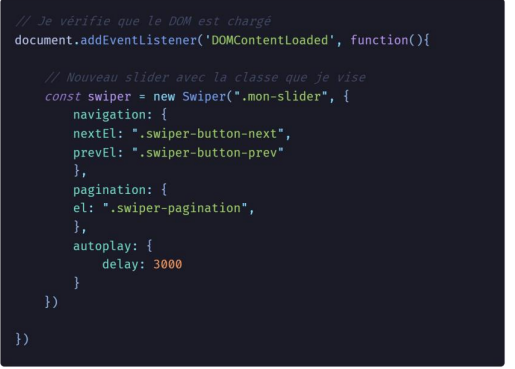 // Je vérifie que le DOM est chargé
document.addEventListener('DOMContentLoaded', function(){
// Nouveau slider avec la classe que je vise
const swiper = new Swiper(".mon-slider", {
navigation: {
nextEl: ".swiper-button-next",
prevEl: ".swiper-button-prev"
},
pagination: {
el: ".swiper-pagination",
},
autoplay: {
delay: 3000
}
})
})